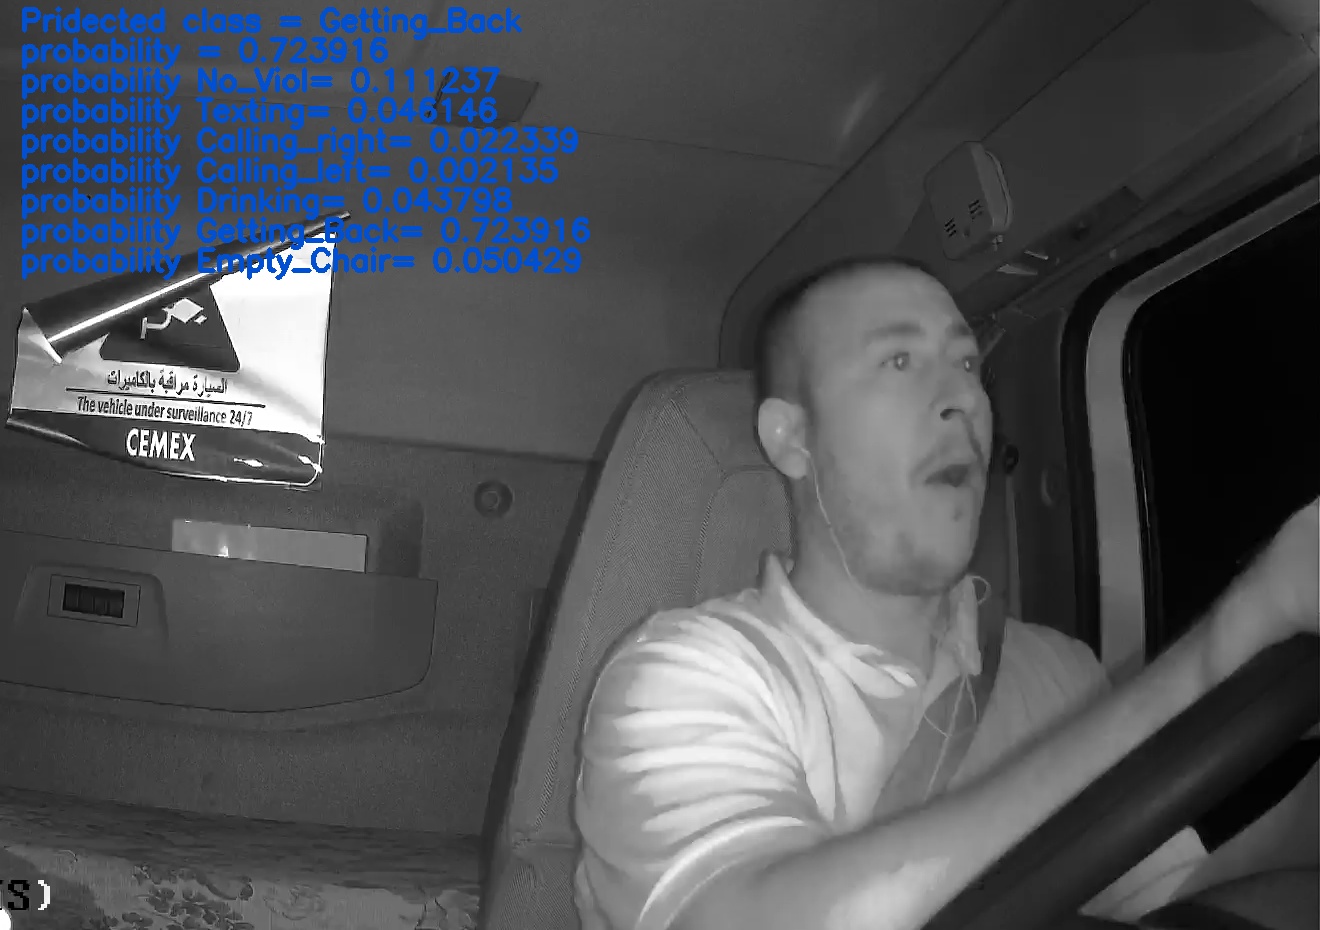 Pridected class = Getting_Back
probability = 0.723916
probability No_Viol= 0.111237
probability Texting= 0.046146
probability Calling_right= 0.022339
probability Calling_left= 0.002135
probability Drinking= 0.043798
probability Getting_Back= 0.723916
probability Empty_Chair= 0.050429
السيارة مراقبة بالكاميرات
The vehicle under surveillance 24/7
CEMEX
S)